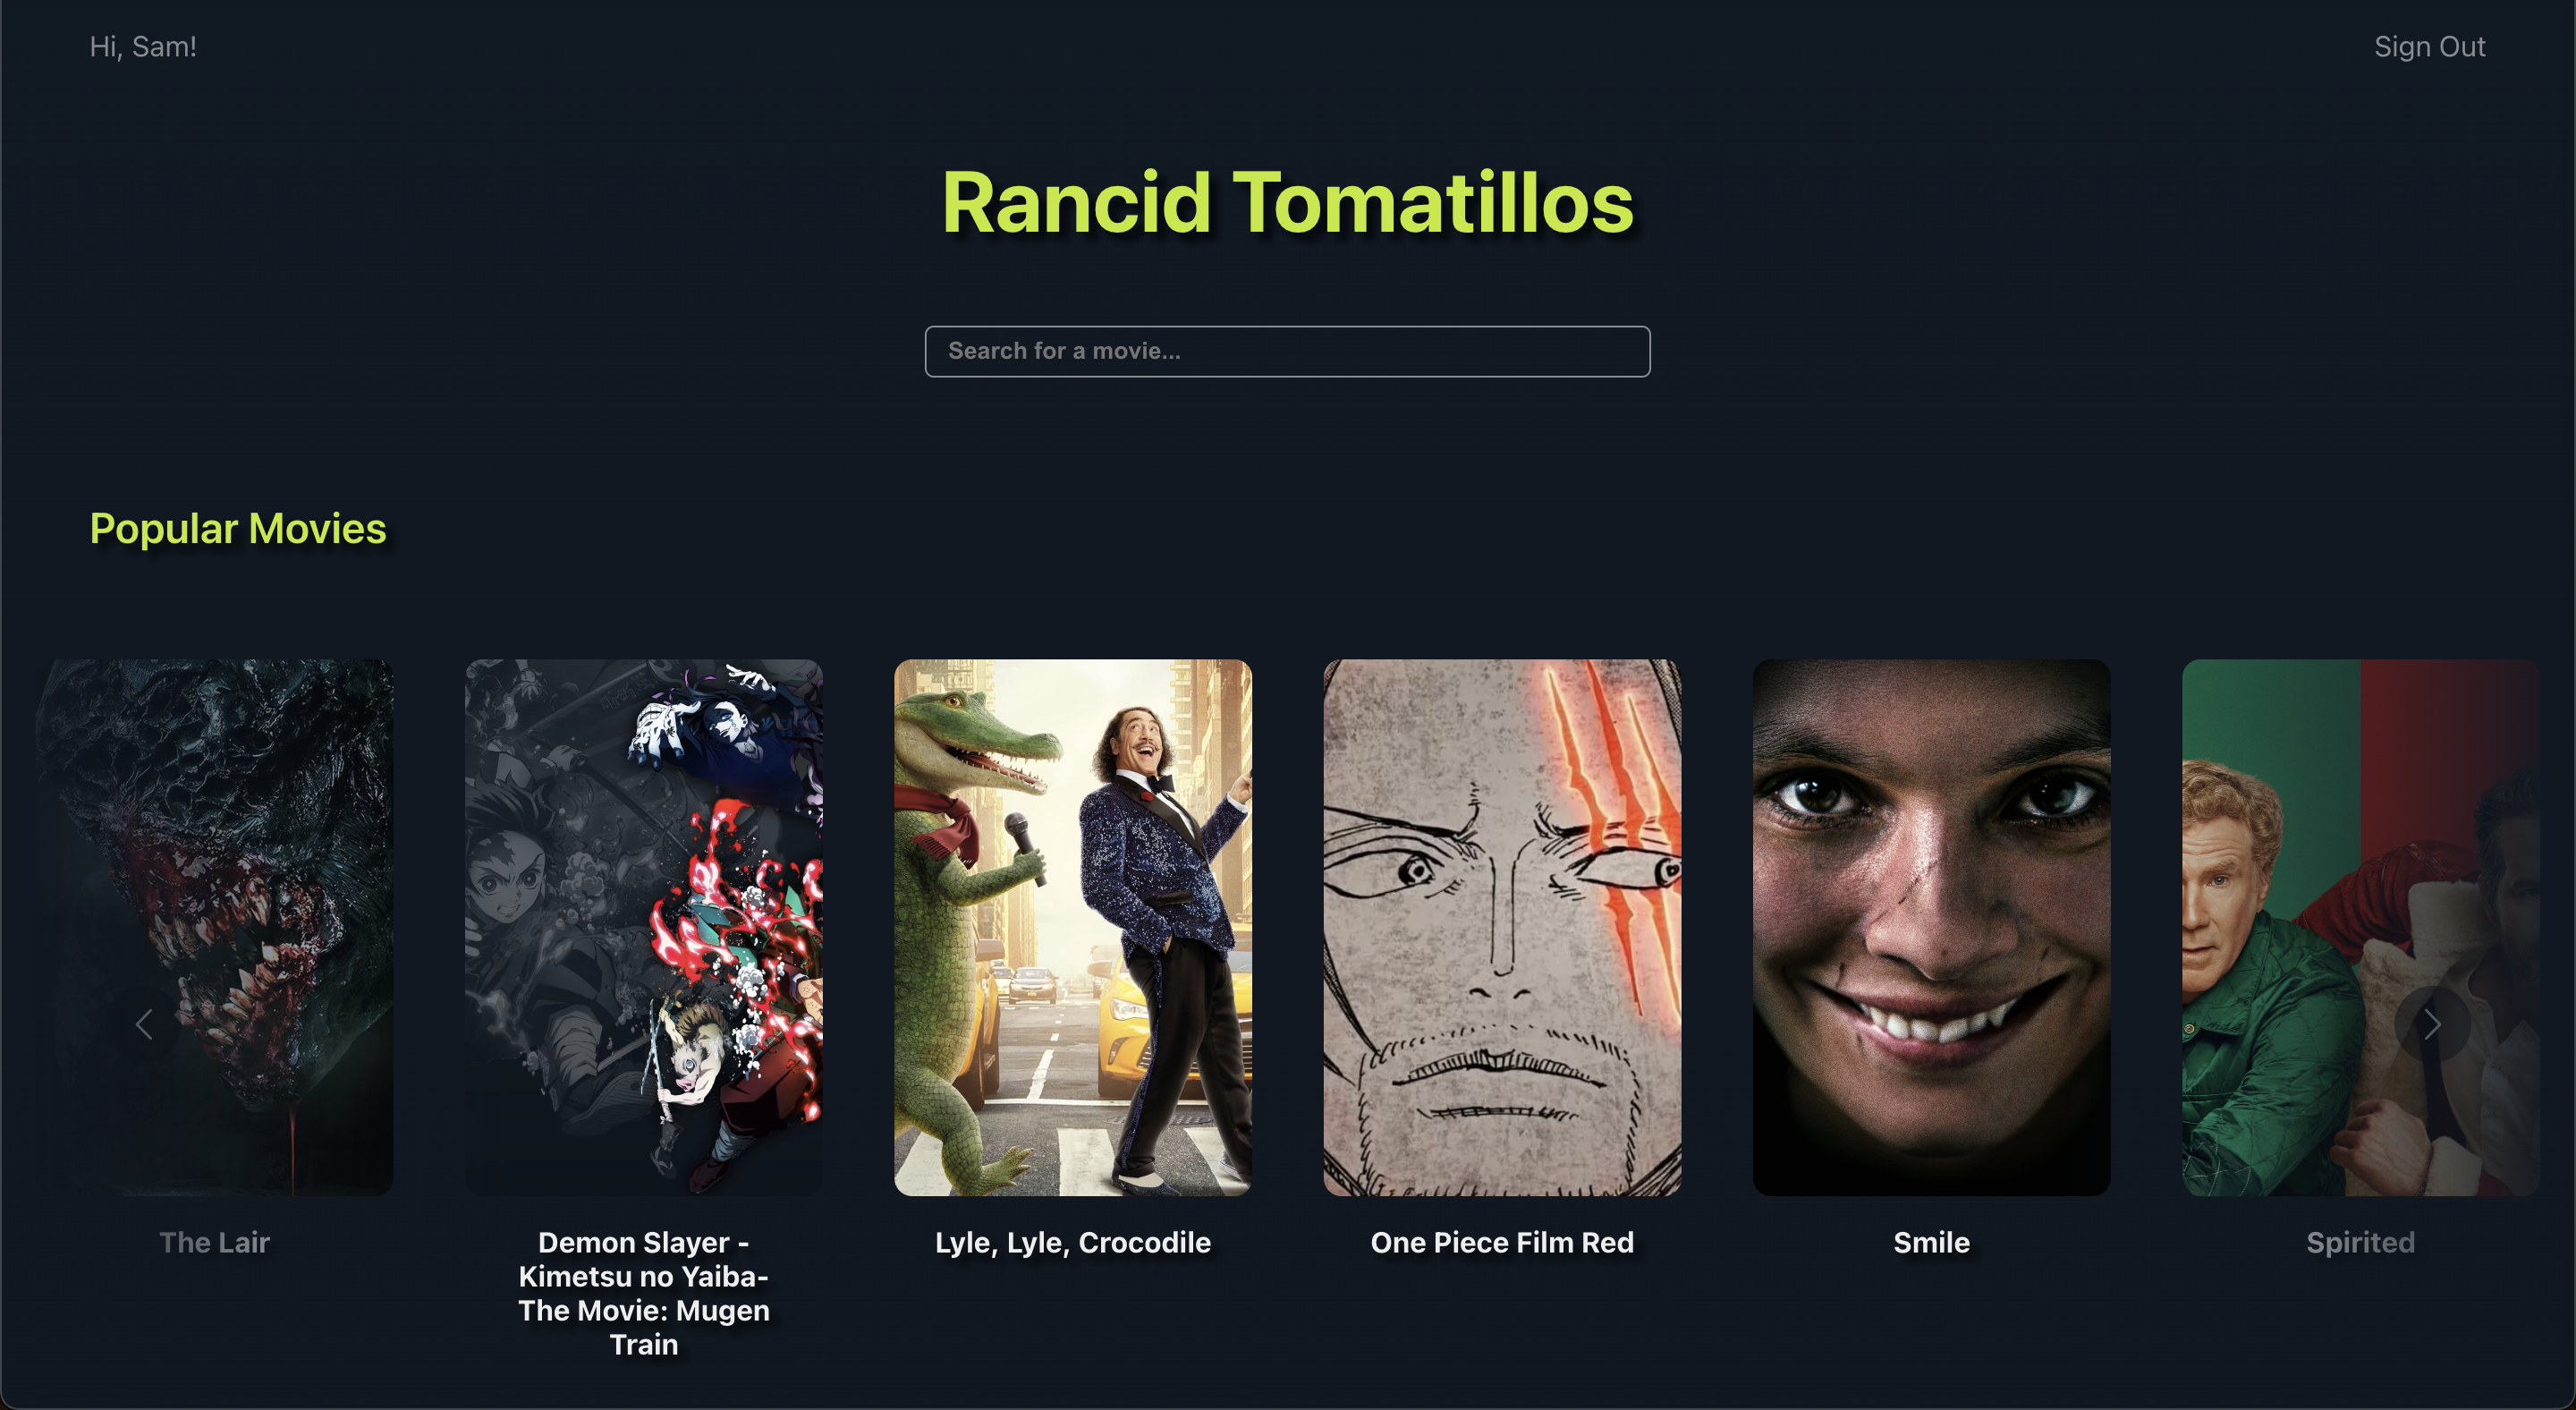 Hi, Sam!
Sign Out
Rancid Tomatillos
Search for a movie...
Popular Movies
The Lair
Demon Slayer -
Kimetsu no Yaiba-
The Movie: Mugen
Train
Lyle, Lyle, Crocodile
One Piece Film Red
Smile
Spirited